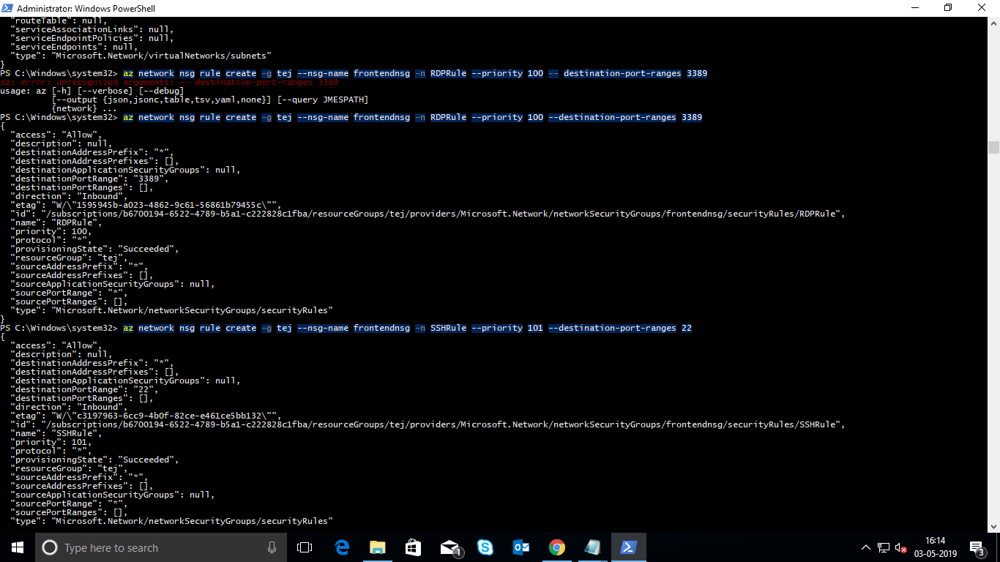 Administrator: Windows PowerShell
  "routeTable": null,
  "serviceAssociationLinks": null,
  "serviceEndpointPolicies": null,
  "serviceEndpoints": null,
  "type": "Microsoft.Network/virtualNetworks/subnets"
}
PS C:\Windows\system32> az network nsg rule create -g tej --nsg-name frontendnsg -n RDPRule --priority 100 -- destination-port-ranges 3389
az: error: unrecognized arguments: -- destination-port-ranges 3389
usage: az [-h] [--verbose] [--debug]
          [--output {json,jsonc,table,tsv,yaml,none}] [--query JMESPATH]
          {network} ...
PS C:\Windows\system32> az network nsg rule create -g tej --nsg-name frontendnsg -n RDPRule --priority 100 --destination-port-ranges 3389
{
  "access": "Allow",
  "description": null,
  "destinationAddressPrefix": "*",
  "destinationAddressPrefixes": [],
  "destinationApplicationSecurityGroups": null,
  "destinationPortRange": "3389",
  "destinationPortRanges": [],
  "direction": "Inbound",
  "etag": "W/\"1595945b-a023-4862-9c61-56861b79455c\"",
  "id": "/subscriptions/b6700194-6522-4789-b5a1-c222828c1fba/resourceGroups/tej/providers/Microsoft.Network/networkSecurityGroups/frontendnsg/securityRules/RDPRule",
  "name": "RDPRule",
  "priority": 100,
  "protocol": "*",
  "provisioningState": "Succeeded",
  "resourceGroup": "tej",
  "sourceAddressPrefix": "*",
  "sourceAddressPrefixes": [],
  "sourceApplicationSecurityGroups": null,
  "sourcePortRange": "*",
  "sourcePortRanges": [],
  "type": "Microsoft.Network/networkSecurityGroups/securityRules"
}
PS C:\Windows\system32> az network nsg rule create -g tej --nsg-name frontendnsg -n SSHRule --priority 101 --destination-port-ranges 22
{
  "access": "Allow",
  "description": null,
  "destinationAddressPrefix": "*",
  "destinationAddressPrefixes": [],
  "destinationApplicationSecurityGroups": null,
  "destinationPortRange": "22",
  "destinationPortRanges": [],
  "direction": "Inbound",
  "etag": "W/\"c3197963-6cc9-4b0f-82ce-e461ce5bb132\"",
  "id": "/subscriptions/b6700194-6522-4789-b5a1-c222828c1fba/resourceGroups/tej/providers/Microsoft.Network/networkSecurityGroups/frontendnsg/securityRules/SSHRule",
  "name": "SSHRule",
  "priority": 101,
  "protocol": "*",
  "provisioningState": "Succeeded",
  "resourceGroup": "tej",
  "sourceAddressPrefix": "*",
  "sourceAddressPrefixes": [],
  "sourceApplicationSecurityGroups": null,
  "sourcePortRange": "*",
  "sourcePortRanges": [],
  "type": "Microsoft.Network/networkSecurityGroups/securityRules"
Type here to search
1
16:14
03-05-2019
3